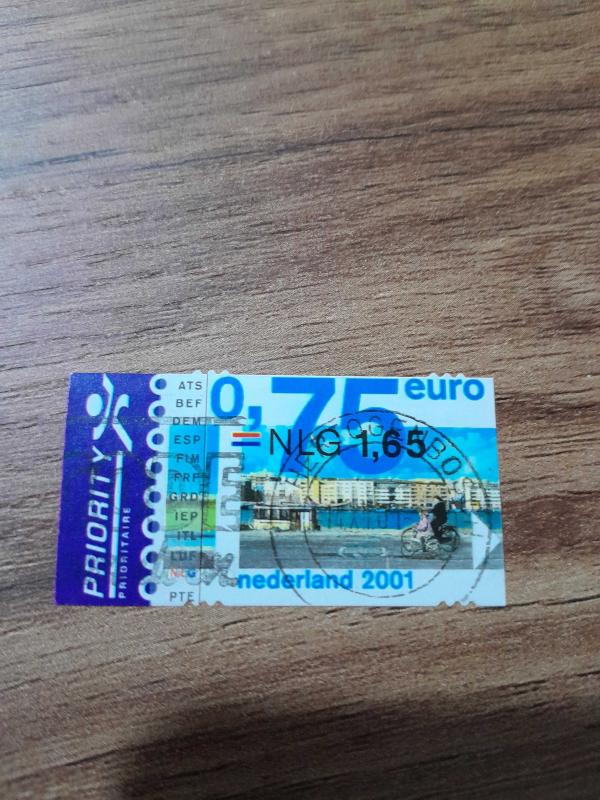 PRIORITY
PRIORITAIRE
ATS
BEF
DEM
ESP
FIM
FRF
GRD
IEP
ITL
LUF
NLG
PTE
0,75 euro
= NLG 1,65
nederland 2001